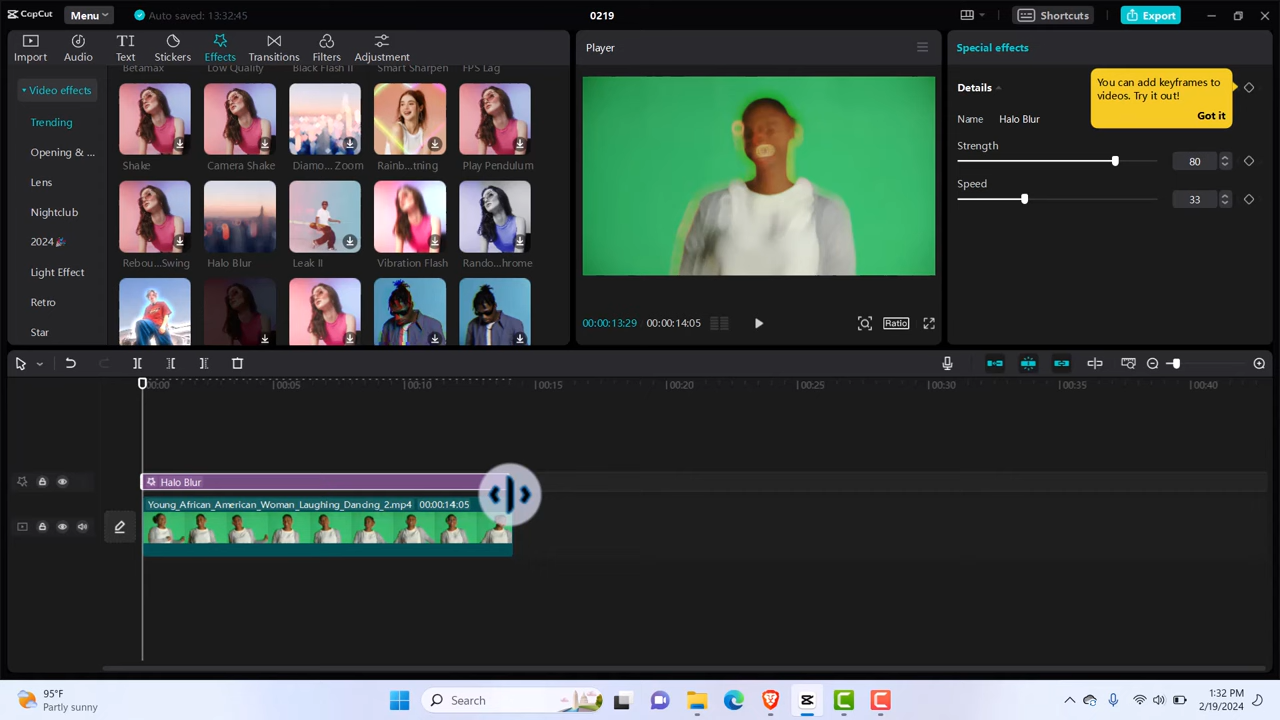 CapCut
Menu
Auto saved: 13:32:45
0219
Shortcuts
Export
Import
Audio
Text
Stickers
Effects
Transitions
Filters
Adjustment
Video effects
Trending
Opening & ...
Lens
Nightclub
2024🎉
Light Effect
Retro
Star
Betamax
Low Quality
Black Flash II
Smart Sharpen
FPS Lag
Shake
Camera Shake
Diamo... Zoom
Rainb...tning
Play Pendulum
Rebou...Swing
Halo Blur
Leak II
Vibration Flash
Rando...hrome
Player
00:00:13:29
00:00:14:05
Ratio
Special effects
Details
You can add keyframes to
videos. Try it out!
Got it
Name
Halo Blur
Strength
80
Speed
33
00:00
00:05
00:10
00:15
00:20
00:25
00:30
00:35
00:40
Halo Blur
Young_African_American_Woman_Laughing_Dancing_2.mp4 00:00:14:05
95°F
Partly sunny
Search
1:32 PM
2/19/2024